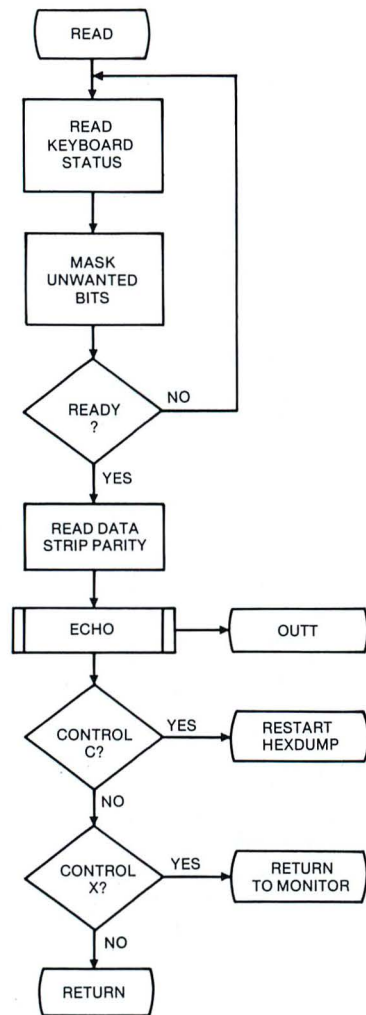 READ
READ
KEYBOARD
STATUS
MASK
UNWANTED
BITS
READY
?
NO
YES
READ DATA
STRIP PARITY
ECHO
OUTT
CONTROL
C?
YES
RESTART
HEXDUMP
NO
CONTROL
X?
YES
RETURN
TO MONITOR
NO
RETURN